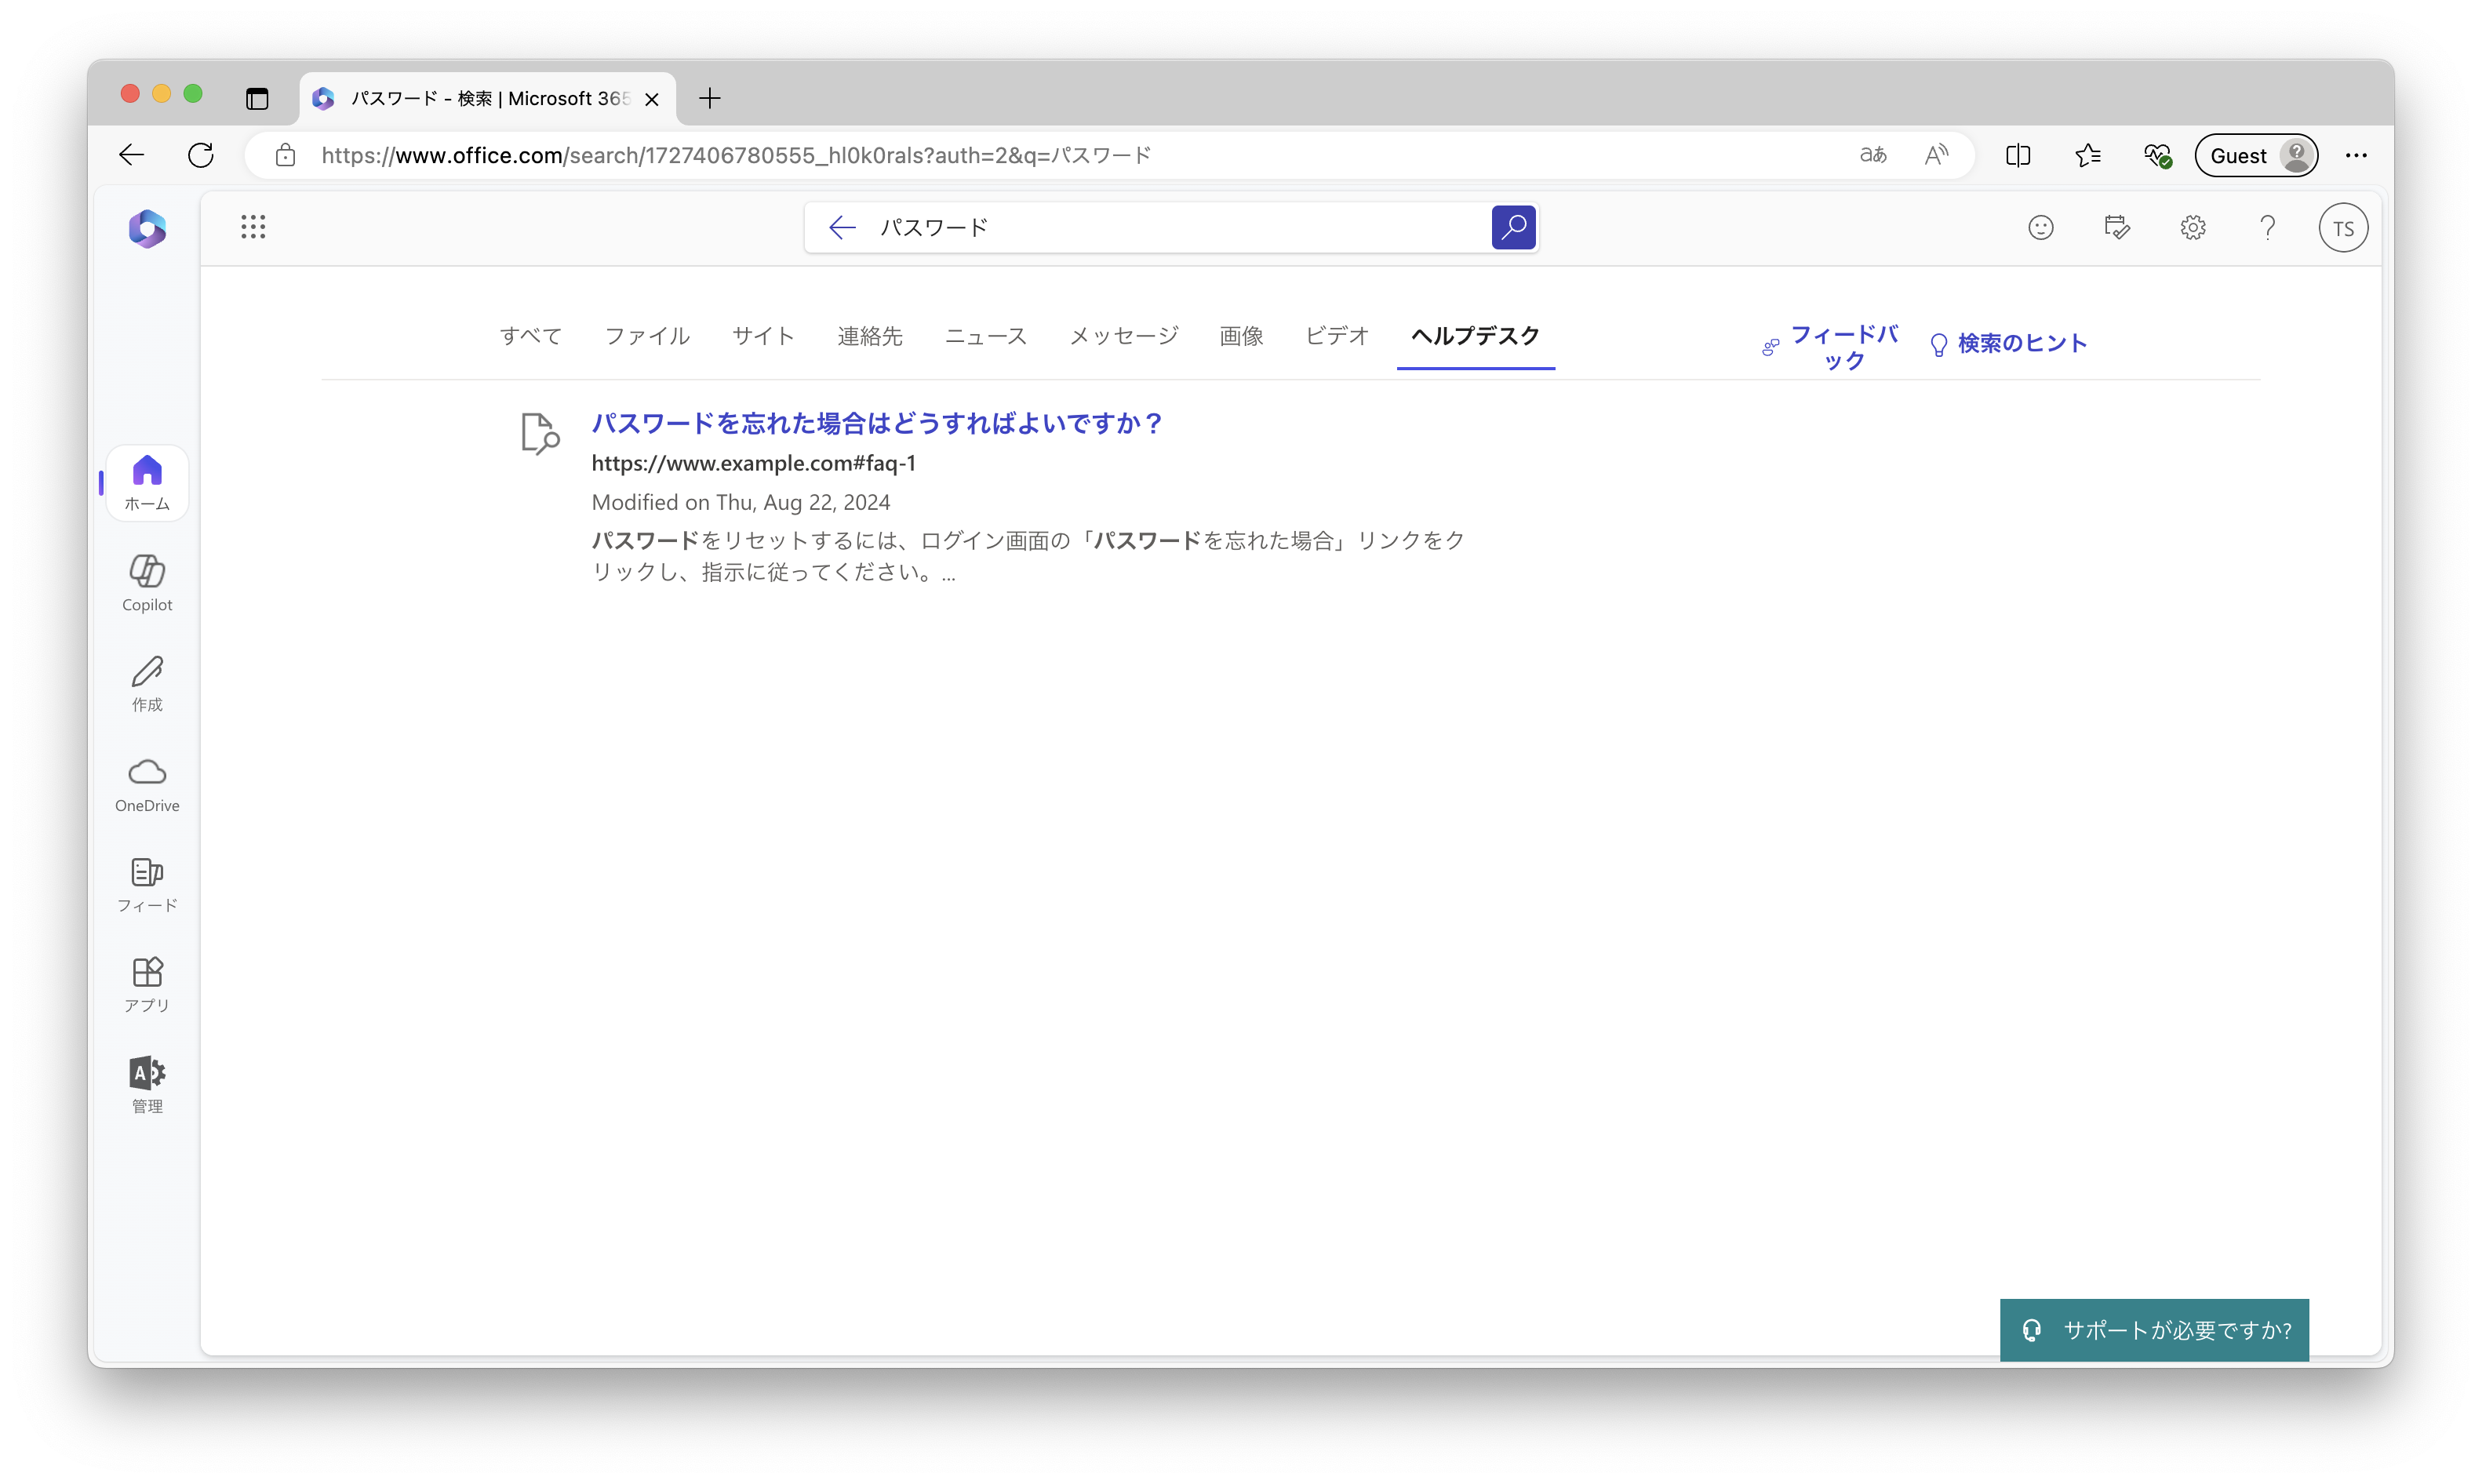 パスワード - 検索 | Microsoft 365
https://www.office.com/search/1727406780555_hl0k0rals?auth=2&q=パスワード
aあ
A
Guest
パスワード
TS
すべて
ファイル
サイト
連絡先
ニュース
メッセージ
画像
ビデオ
ヘルプデスク
フィードバ
ック
検索のヒント
ホーム
Copilot
作成
OneDrive
フィード
アプリ
管理
パスワードを忘れた場合はどうすればよいですか？
https://www.example.com#faq-1
Modified on Thu, Aug 22, 2024
パスワードをリセットするには、ログイン画面の「パスワードを忘れた場合」リンクをク
リックし、指示に従ってください。...
サポートが必要ですか?